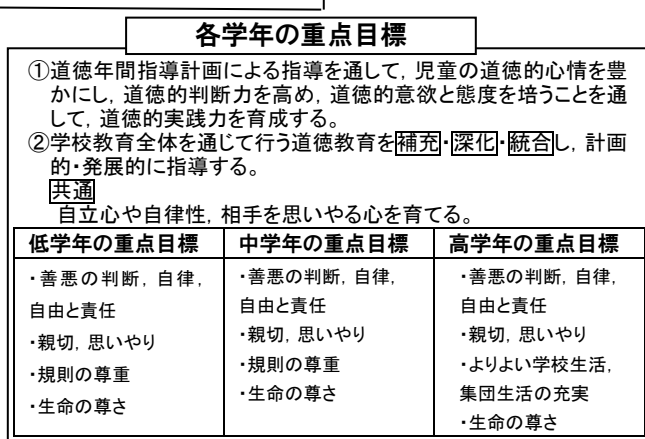 各学年の重点目標
①道徳年間指導計画による指導を通して，児童の道徳的心情を豊
かにし，道徳的判断力を高め，道徳的意欲と態度を培うことを通
して，道徳的実践力を育成する。
②学校教育全体を通じて行う道徳教育を補充・深化・統合し，計画
的・発展的に指導する。
共通
自立心や自律性，相手を思いやる心を育てる。
低学年の重点目標
・善悪の判断，自律，
自由と責任
・親切，思いやり
・規則の尊重
・生命の尊さ
中学年の重点目標
・善悪の判断，自律，
自由と責任
・親切，思いやり
・規則の尊重
・生命の尊さ
高学年の重点目標
・善悪の判断，自律，
自由と責任
・親切，思いやり
・よりよい学校生活，
集団生活の充実
・生命の尊さ